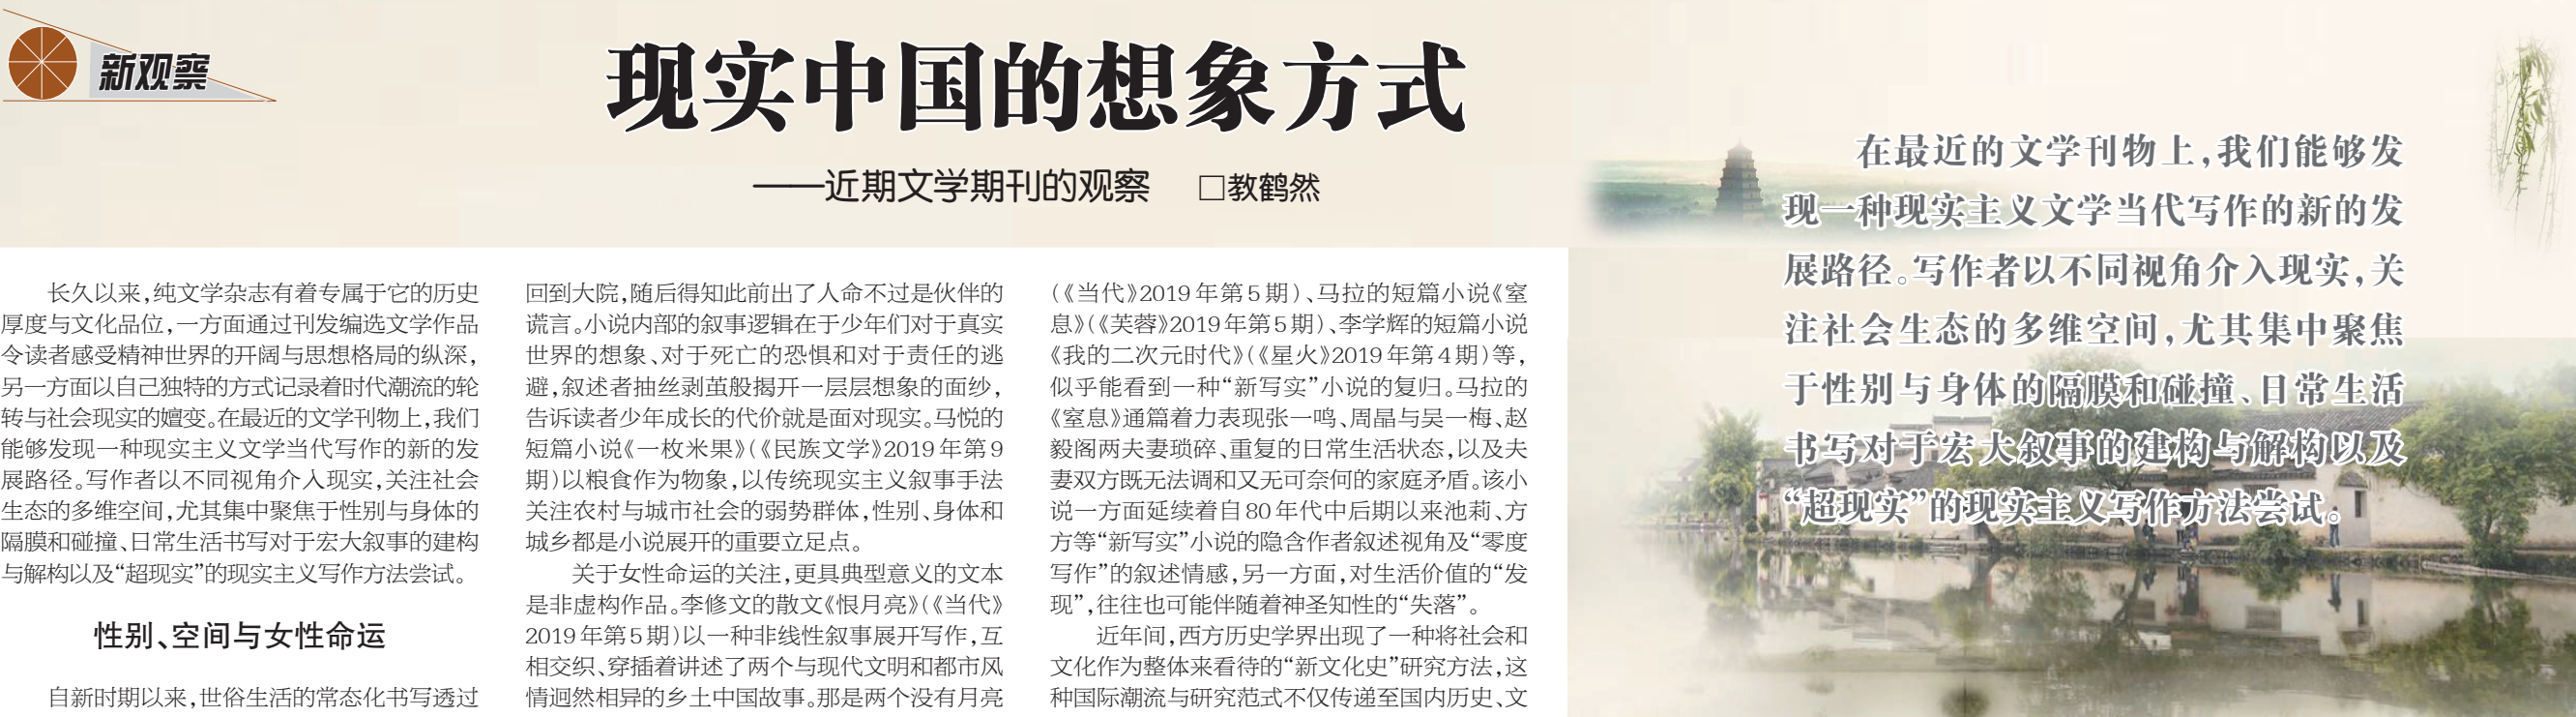 新观察
现实中国的想象方式
——近期文学期刊的观察 □教鹤然
长久以来,纯文学杂志有着专属于它的历史
厚度与文化品位,一方面通过刊发编选文学作品
令读者感受精神世界的开阔与思想格局的纵深,
另一方面以自己独特的方式记录着时代潮流的轮
转与社会现实的嬗变。在最近的文学刊物上,我们
能够发现一种现实主义文学当代写作的新的发
展路径。写作者以不同视角介入现实,关注社会
生态的多维空间,尤其集中聚焦于性别与身体的
隔膜和碰撞、日常生活书写对于宏大叙事的建构
与解构以及“超现实”的现实主义写作方法尝试。
性别、空间与女性命运
自新时期以来,世俗生活的常态化书写透过
回到大院,随后得知此前出了人命不过是伙伴的
谎言。小说内部的叙事逻辑在于少年们对于真实
世界的想象、对于死亡的恐惧和对于责任的逃
避,叙述者抽丝剥茧般揭开一层层想象的面纱,
告诉读者少年成长的代价就是面对现实。马悦的
短篇小说《一枚米果》(《民族文学》2019年第9
期)以粮食作为物象,以传统现实主义叙事手法
关注农村与城市社会的弱势群体,性别、身体和
城乡都是小说展开的重要立足点。
关于女性命运的关注,更具典型意义的文本
是非虚构作品。李修文的散文《恨月亮》(《当代》
2019年第5期)以一种非线性叙事展开写作,互
相交织、穿插着讲述了两个与现代文明和都市风
情迥然相异的乡土中国故事。那是两个没有月亮
(《当代》2019年第5期)、马拉的短篇小说《窒
息》(《芙蓉》2019年第5期)、李学辉的短篇小说
《我的二次元时代》(《星火》2019年第4期)等,
似乎能看到一种“新写实”小说的复归。马拉的
《窒息》通篇着力表现张一鸣、周晶与吴一梅、赵
毅阁两夫妻琐碎、重复的日常生活状态,以及夫
妻双方既无法调和又无可奈何的家庭矛盾。该小
说一方面延续着自80年代中后期以来池莉、方
方等“新写实”小说的隐含作者叙述视角及“零度
写作”的叙述情感,另一方面,对生活价值的“发
现”,往往也可能伴随着神圣知性的“失落”。
近年间,西方历史学界出现了一种将社会和
文化作为整体来看待的“新文化史”研究方法,这
种国际潮流与研究范式不仅传递至国内历史、文
在最近的文学刊物上,我们能够发
现一种现实主义文学当代写作的新的发
展路径。写作者以不同视角介入现实,关
注社会生态的多维空间,尤其集中聚焦
于性别与身体的隔膜和碰撞、日常生活
书写对于宏大叙事的建构与解构以及
“超现实”的现实主义写作方法尝试。